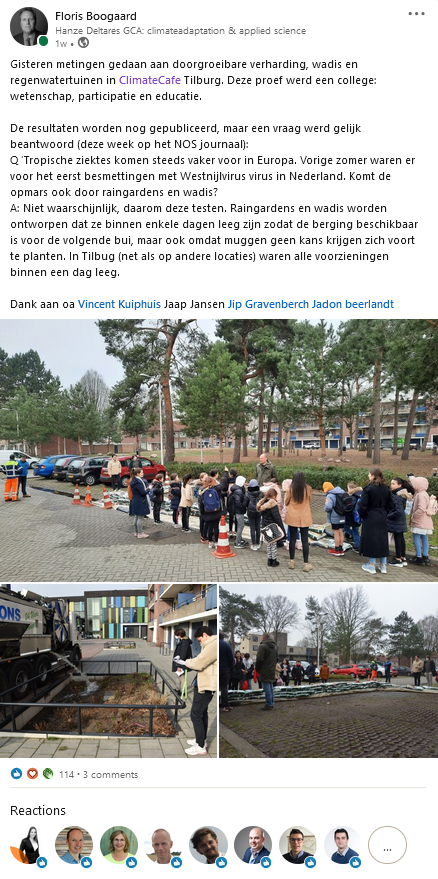 Floris Boogaard
Hanze Deltares GCA: climateadaptation & applied science
1w •
Gisteren metingen gedaan aan doorgroeibare verharding, wadis en
regenwatertuinen in ClimateCafe Tilburg. Deze proef werd een college:
wetenschap, participatie en educatie.
De resultaten worden nog gepubliceerd, maar een vraag werd gelijk
beantwoord (deze week op het NOS journaal):
Q 'Tropische ziektes komen steeds vaker voor in Europa. Vorige zomer waren er
voor het eerst besmettingen met Westnijlvirus virus in Nederland. Komt de
opmars ook door raingardens en wadis?
A: Niet waarschijnlijk, daarom deze testen. Raingardens en wadis worden
ontworpen dat ze binnen enkele dagen leeg zijn zodat de berging beschikbaar
is voor de volgende bui, maar ook omdat muggen geen kans krijgen zich voort
te planten. In Tilbug (net als op andere locaties) waren alle voorzieningen
binnen een dag leeg.
Dank aan oa Vincent Kuiphuis Jaap Jansen Jip Gravenberch Jadon beerlandt
ONS
114 • 3 comments
Reactions
...